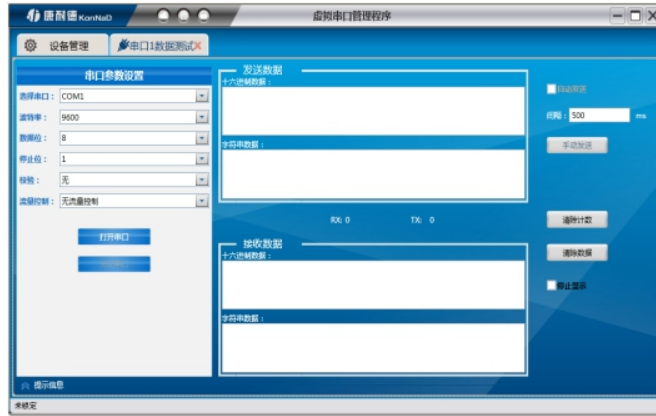 康耐德 KonNaD
虚拟串口管理程序
设备管理
串口1数据测试X
串口参数设置
选择串口： COM1
波特率： 9600
数据位： 8
停止位： 1
校验： 无
流量控制： 无流量控制
打开串口
发送数据
十六进制数据：
字符串数据：
RX: 0 TX: 0
接收数据
十六进制数据：
字符串数据：
自动发送
间隔： 500 ms
手动发送
清除计数
清除数据
停止显示
提示信息
未锁定